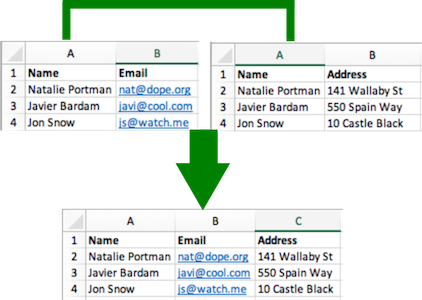 A B
1 Name Email
2 Natalie Portman nat@dope.org
3 Javier Bardam javi@cool.com
4 Jon Snow js@watch.me
A B
1 Name Address
2 Natalie Portman 141 Wallaby St
3 Javier Bardam 550 Spain Way
4 Jon Snow 10 Castle Black
A B C
1 Name Email Address
2 Natalie Portman nat@dope.org 141 Wallaby St
3 Javier Bardam javi@cool.com 550 Spain Way
4 Jon Snow js@watch.me 10 Castle Black